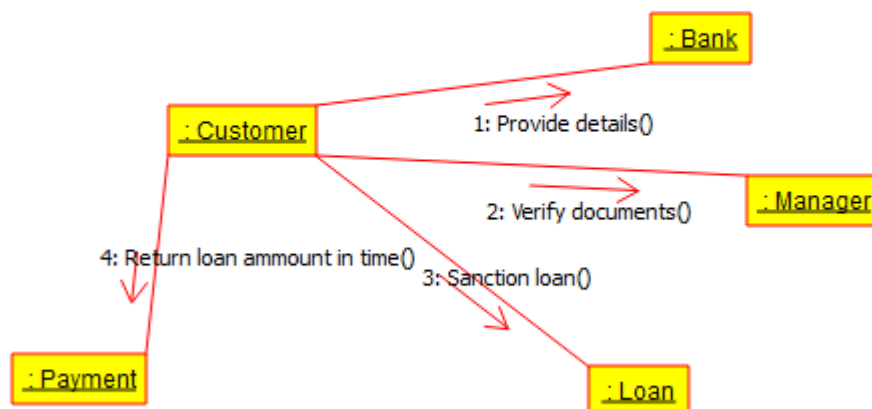 : Bank
: Customer
1: Provide details()
: Manager
2: Verify documents()
4: Return loan ammount in time()
3: Sanction loan()
: Payment
: Loan